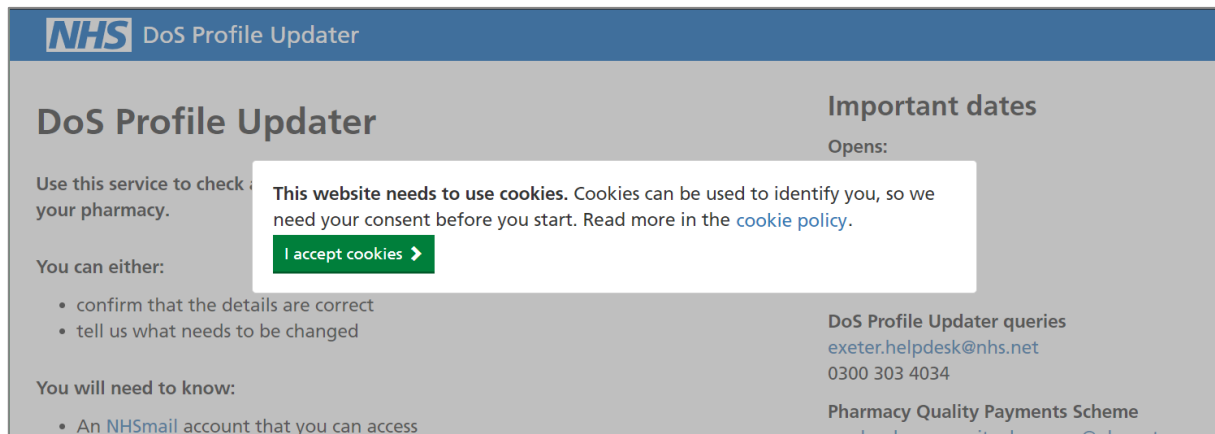 NHS DoS Profile Updater
DoS Profile Updater
Use this service to check
your pharmacy.
You can either:
• confirm that the details are correct
• tell us what needs to be changed
You will need to know:
• An NHSmail account that you can access
This website needs to use cookies. Cookies can be used to identify you, so we
need your consent before you start. Read more in the cookie policy.
I accept cookies
Important dates
Opens:
DoS Profile Updater queries
exeter.helpdesk@nhs.net
0300 303 4034
Pharmacy Quality Payments Scheme